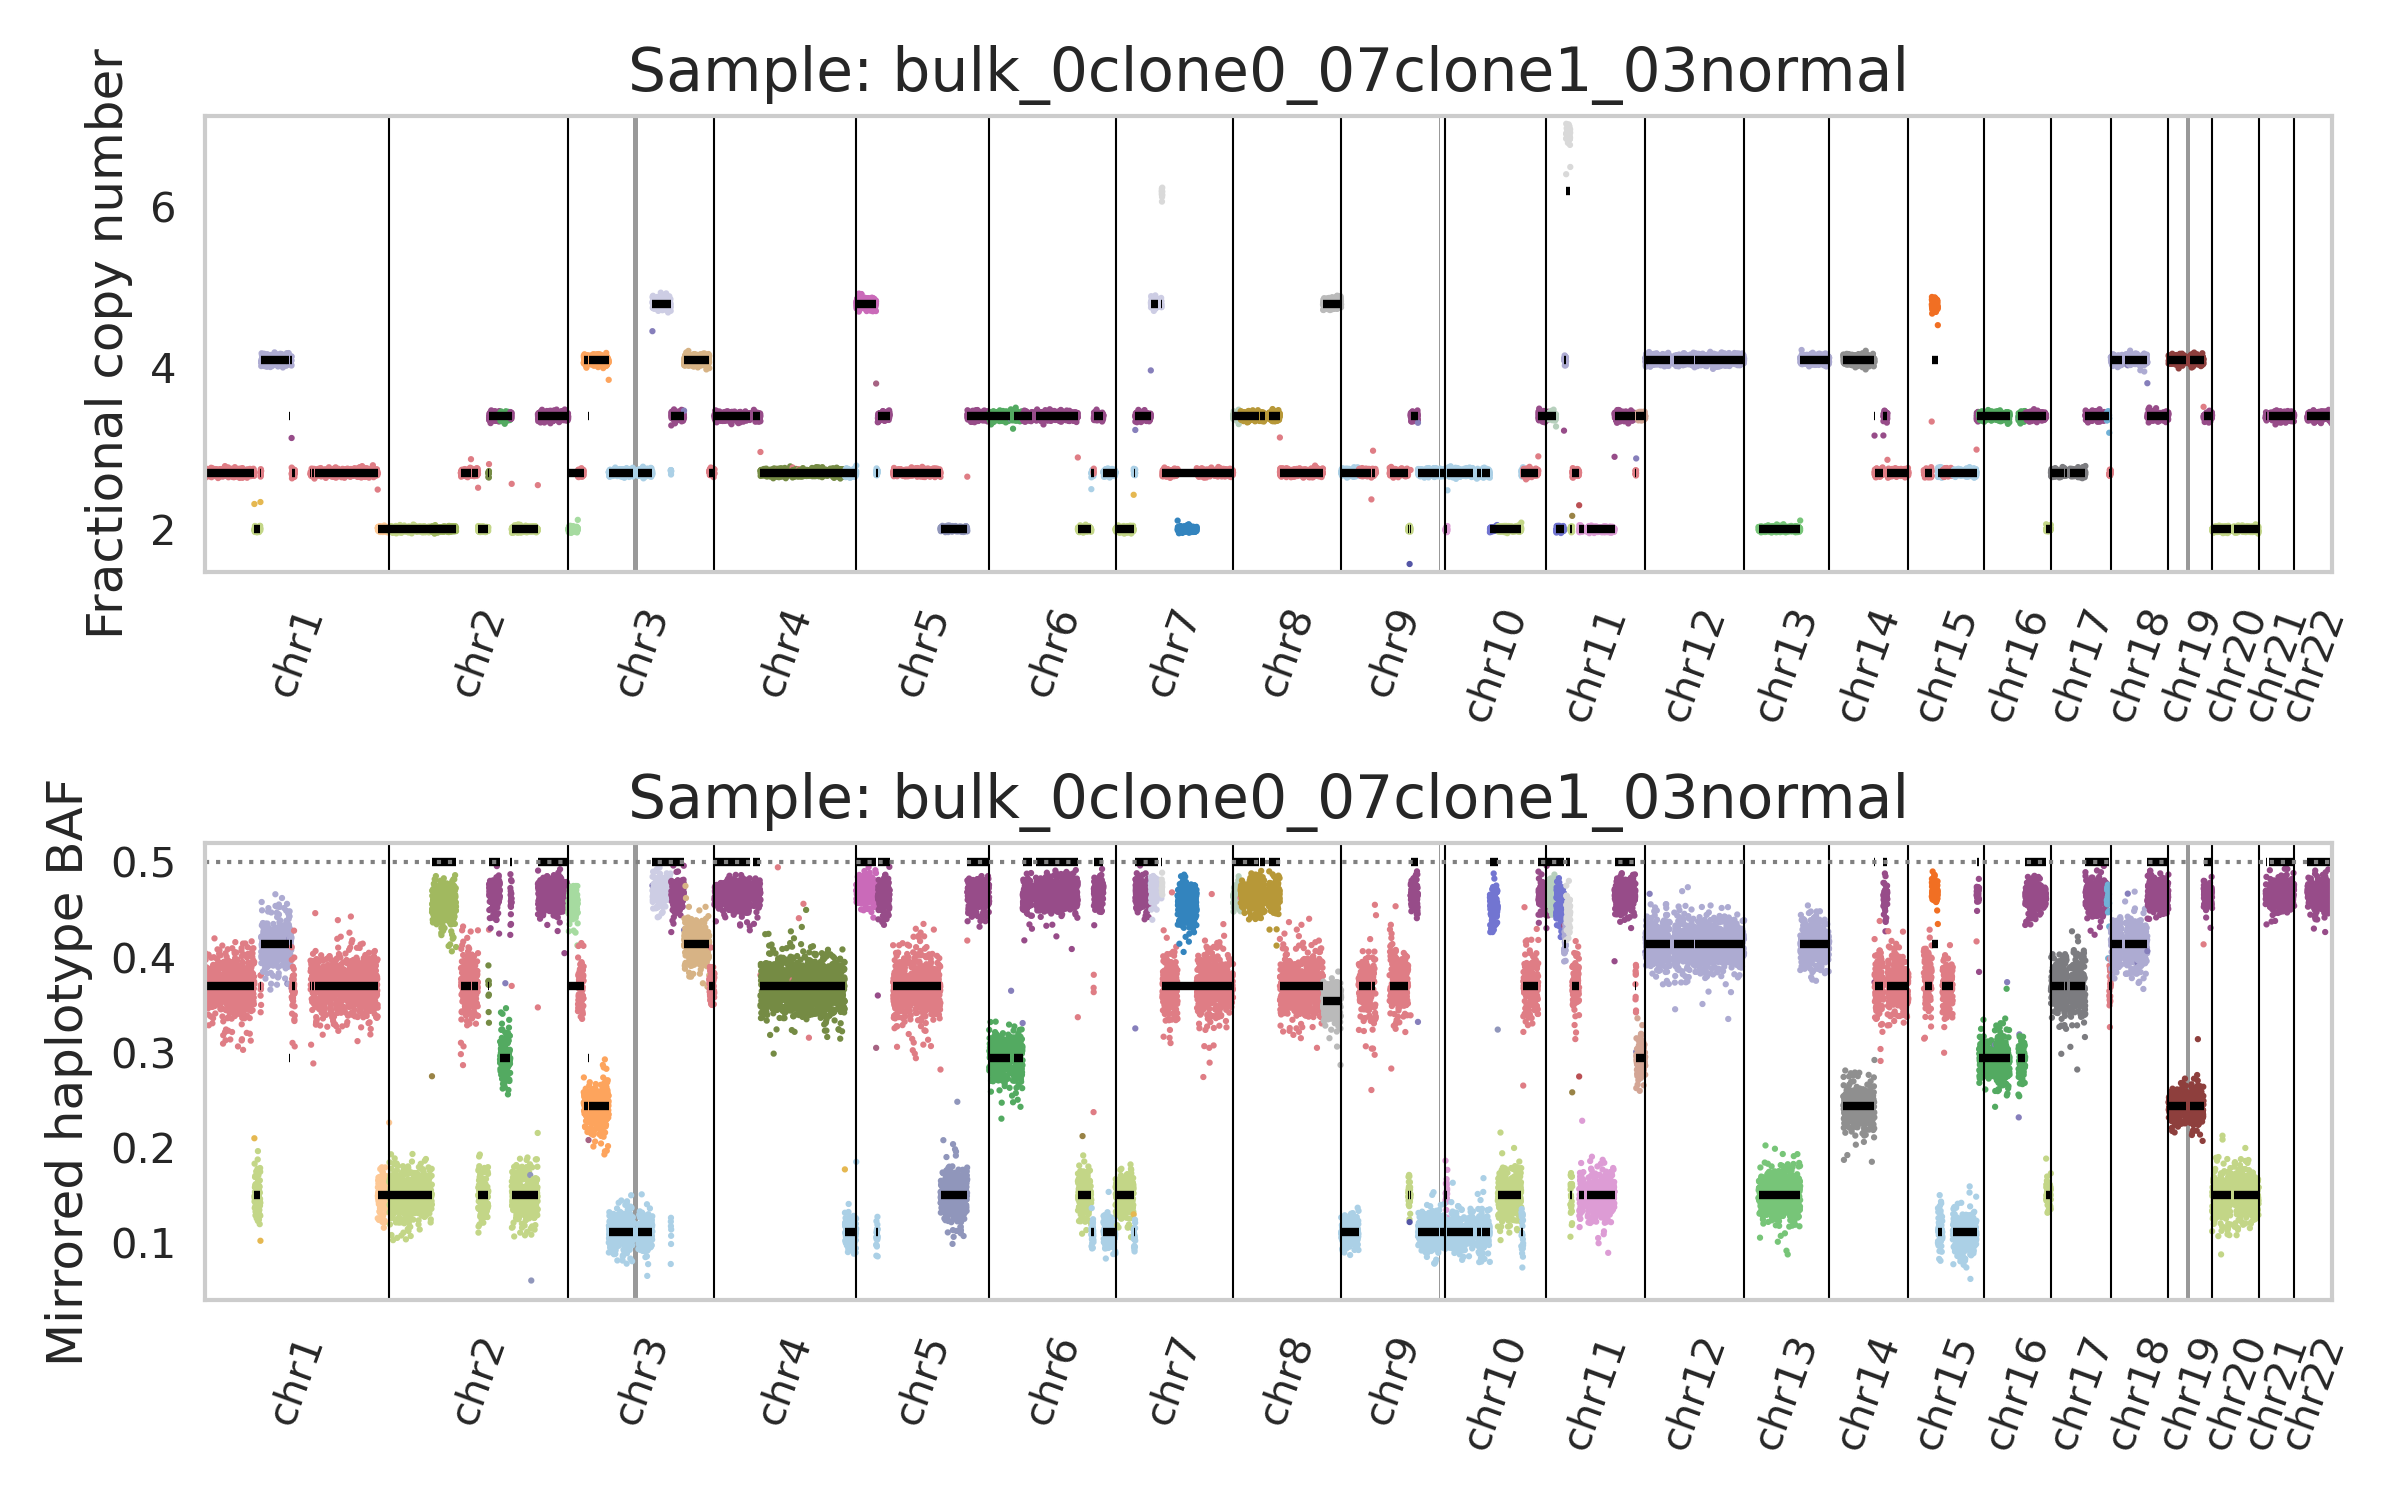 Sample: bulk_0clone0_07clone1_03normal
Fractional copy number
6
4
2
chr1 chr2 chr3 chr4 chr5 chr6 chr7 chr8 chr9 chr10 chr11 chr12 chr13 chr14 chr15 chr16 chr17 chr18 chr19 chr20 chr21 chr22
Sample: bulk_0clone0_07clone1_03normal
Mirrored haplotype BAF
0.5
0.4
0.3
0.2
0.1
chr1 chr2 chr3 chr4 chr5 chr6 chr7 chr8 chr9 chr10 chr11 chr12 chr13 chr14 chr15 chr16 chr17 chr18 chr19 chr20 chr21 chr22